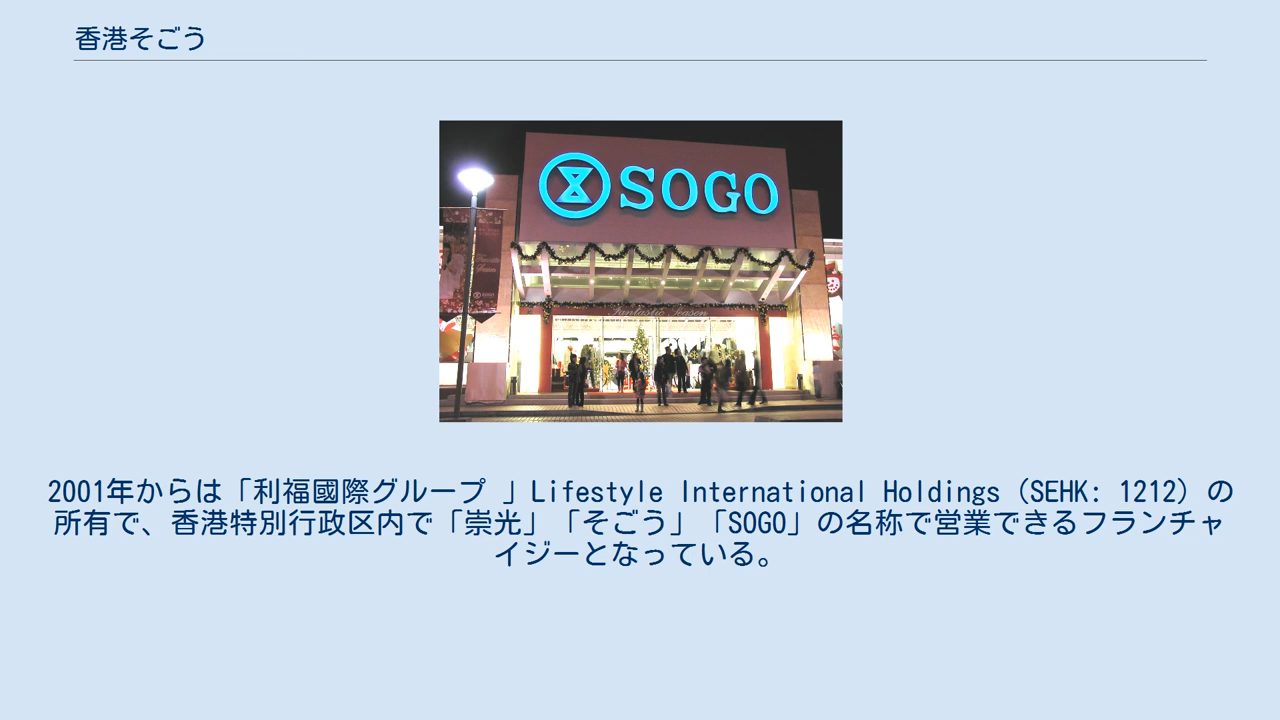 香港そごう
SOGO
Fantastic Season
2001年からは「利福國際グループ 」Lifestyle International Holdings（SEHK: 1212）の
所有で、香港特別行政区内で「崇光」「そごう」「SOGO」の名称で営業できるフランチャ
イジーとなっている。